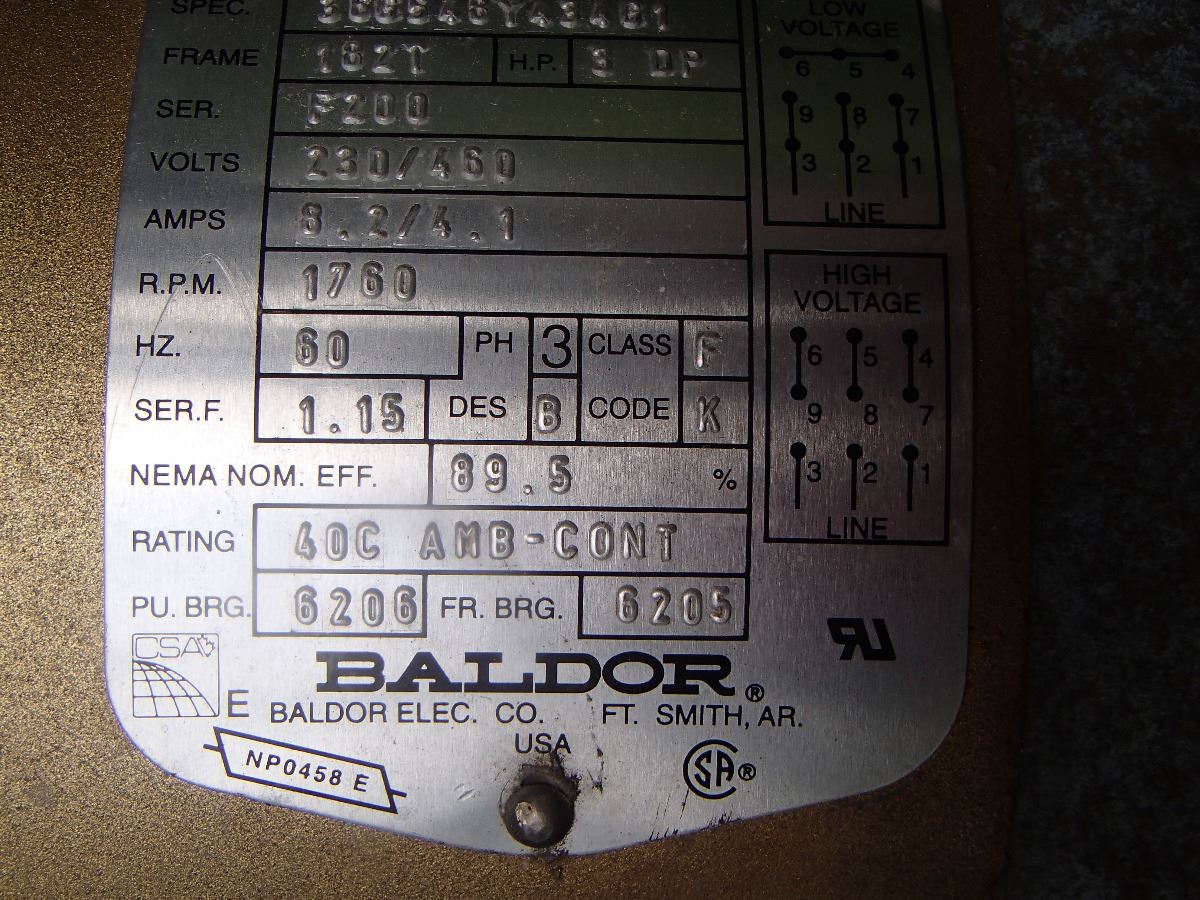 SPEC.
FRAME 182T H.P. 3 DP
SER. F200
VOLTS 230/460
AMPS 8.2/4.1
R.P.M. 1760
HZ. 60 PH 3 CLASS F
SER.F. 1.15 DES B CODE K
NEMA NOM. EFF. 89.5 %
RATING 40C AMB-CONT
PU. BRG. 6206 FR. BRG. 6205
LOW
VOLTAGE
6 5 4
9 8 7
3 2 1
LINE
HIGH
VOLTAGE
6 5 4
9 8 7
3 2 1
LINE
CSA
E
BALDOR®
BALDOR ELEC. CO. FT. SMITH, AR.
USA
NP0458 E
UR
SA®